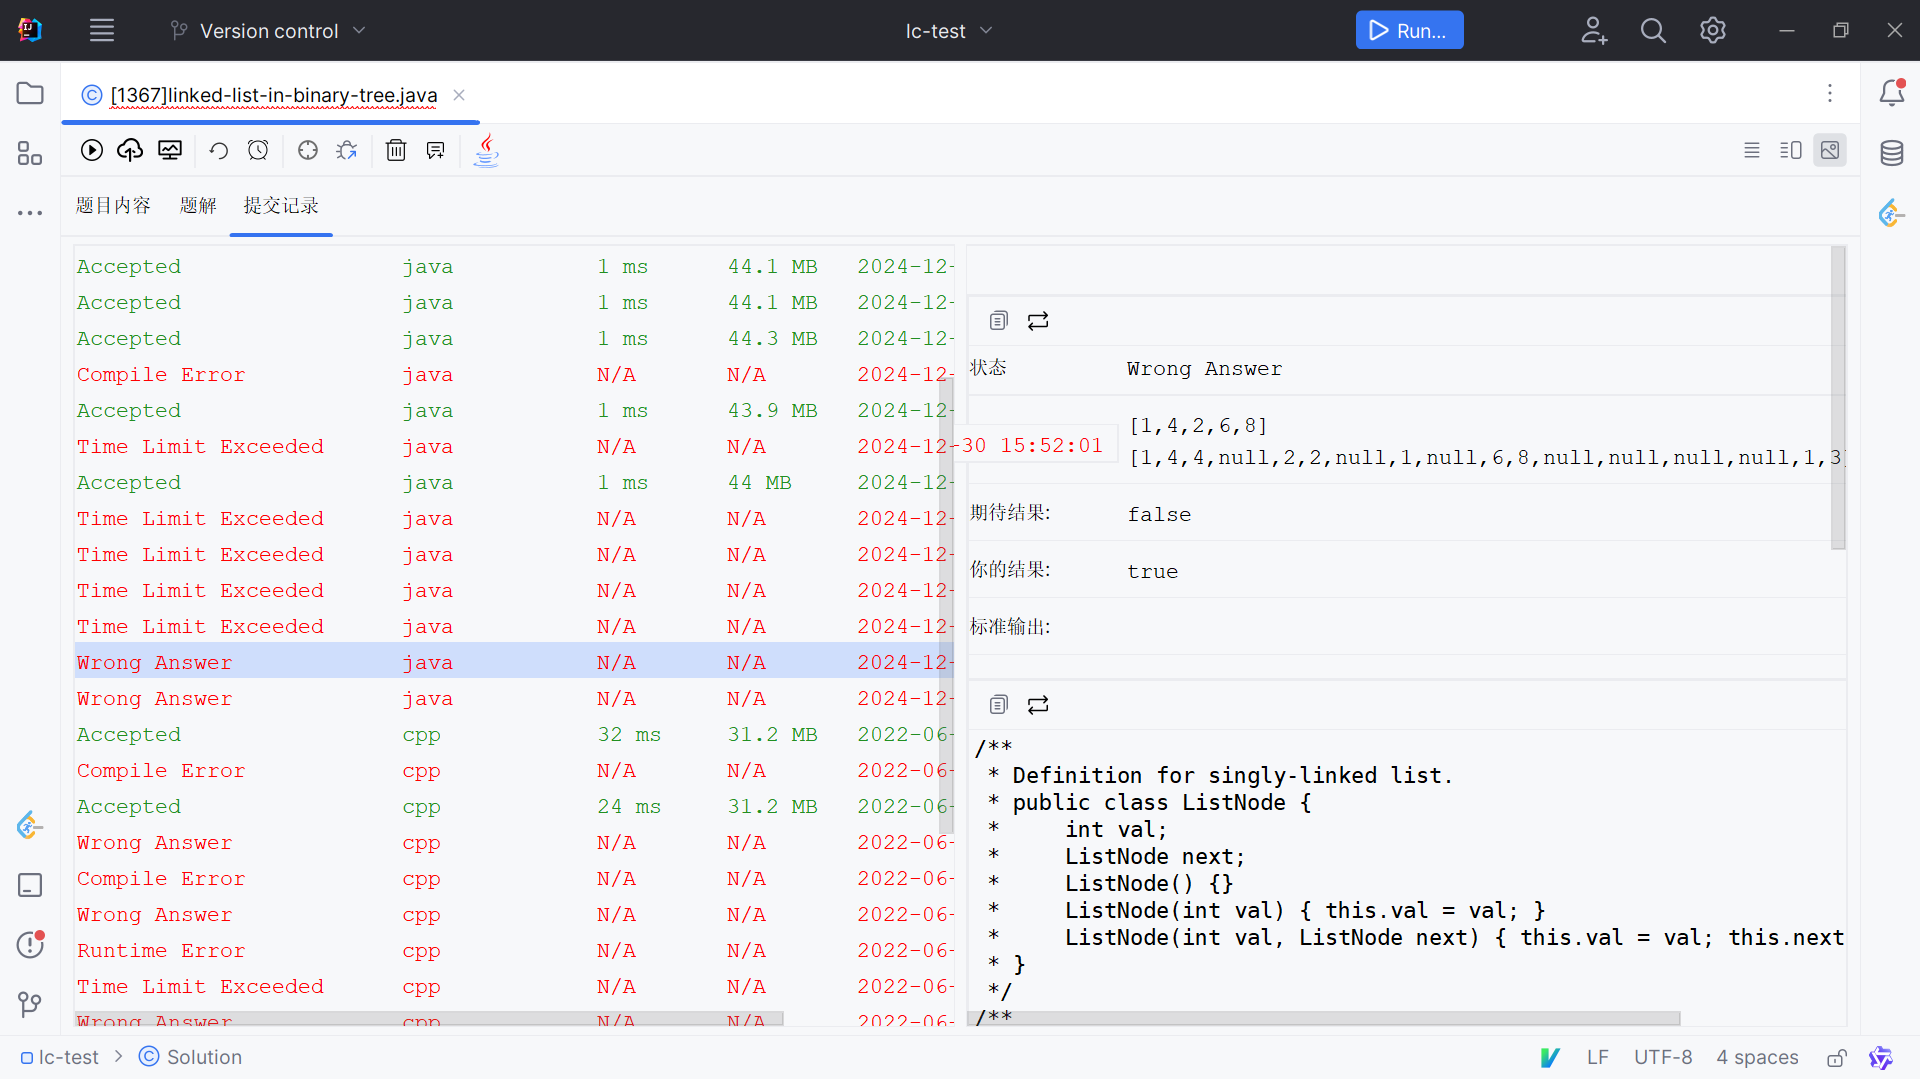 Version control
lc-test
Run...
[1367]linked-list-in-binary-tree.java
题目内容 题解 提交记录
Accepted java 1 ms 44.1 MB 2024-12-
Accepted java 1 ms 44.1 MB 2024-12-
Accepted java 1 ms 44.3 MB 2024-12-
Compile Error java N/A N/A 2024-12-
Accepted java 1 ms 43.9 MB 2024-12-
Time Limit Exceeded java N/A N/A 2024-12-30 15:52:01
Accepted java 1 ms 44 MB 2024-12-
Time Limit Exceeded java N/A N/A 2024-12-
Time Limit Exceeded java N/A N/A 2024-12-
Time Limit Exceeded java N/A N/A 2024-12-
Time Limit Exceeded java N/A N/A 2024-12-
Wrong Answer java N/A N/A 2024-12-
Wrong Answer java N/A N/A 2024-12-
Accepted cpp 32 ms 31.2 MB 2022-06-
Compile Error cpp N/A N/A 2022-06-
Accepted cpp 24 ms 31.2 MB 2022-06-
Wrong Answer cpp N/A N/A 2022-06-
Compile Error cpp N/A N/A 2022-06-
Wrong Answer cpp N/A N/A 2022-06-
Runtime Error cpp N/A N/A 2022-06-
Time Limit Exceeded cpp N/A N/A 2022-06-
Wrong Answer cpp N/A N/A 2022-06-
状态 Wrong Answer
[1,4,2,6,8]
[1,4,4,null,2,2,null,1,null,6,8,null,null,null,null,1,3]
期待结果: false
你的结果: true
标准输出:
/**
 * Definition for singly-linked list.
 * public class ListNode {
 *     int val;
 *     ListNode next;
 *     ListNode() {}
 *     ListNode(int val) { this.val = val; }
 *     ListNode(int val, ListNode next) { this.val = val; this.next
 * }
 */
/**
lc-test > Solution
LF UTF-8 4 spaces